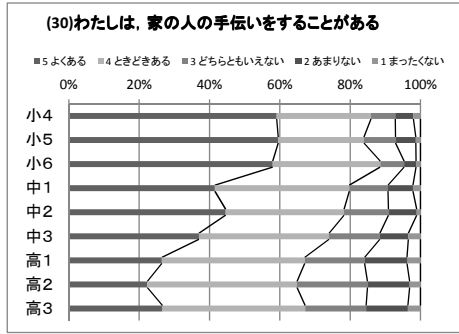 (30)わたしは，家の人の手伝いをすることがある
■5 よくある ■4 ときどきある ■3 どちらともいえない ■2 あまりない ■1 まったくない
0% 20% 40% 60% 80% 100%
小4
小5
小6
中1
中2
中3
高1
高2
高3